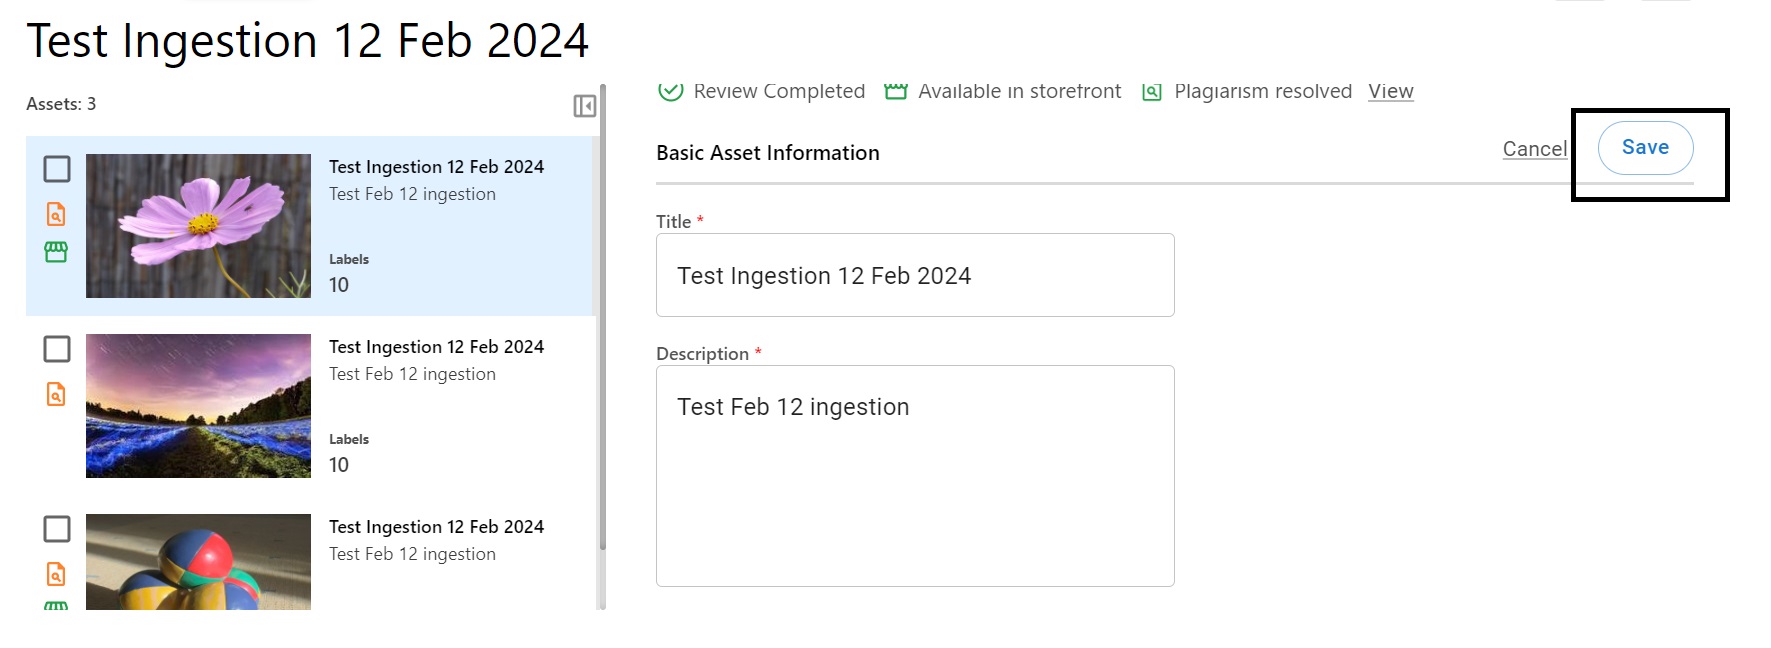 Test Ingestion 12 Feb 2024
Assets: 3
Test Ingestion 12 Feb 2024
Test Feb 12 ingestion
Labels
10
Test Ingestion 12 Feb 2024
Test Feb 12 ingestion
Labels
10
Test Ingestion 12 Feb 2024
Test Feb 12 ingestion
Review Completed Available in storefront Plagiarism resolved View
Basic Asset Information Cancel Save
Title *
Test Ingestion 12 Feb 2024
Description *
Test Feb 12 ingestion